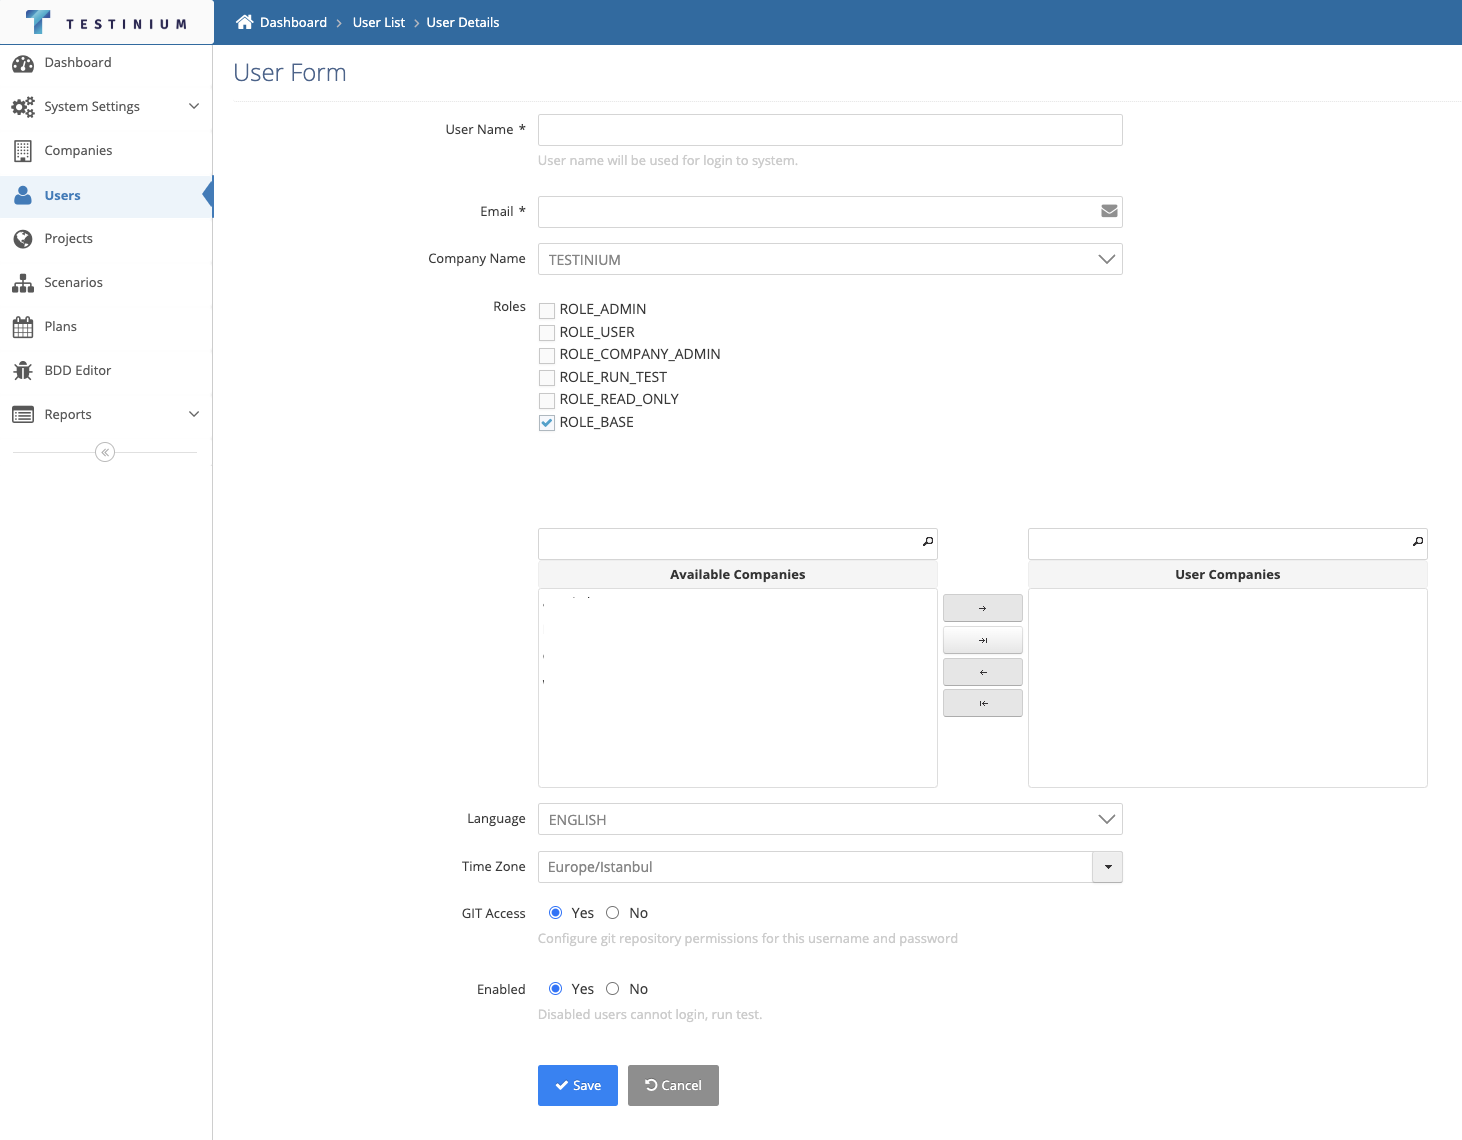 TESTINIUM
Dashboard > User List > User Details
Dashboard
System Settings
Companies
Users
Projects
Scenarios
Plans
BDD Editor
Reports
User Form
User Name *
User name will be used for login to system.
Email *
Company Name TESTINIUM
Roles
ROLE_ADMIN
ROLE_USER
ROLE_COMPANY_ADMIN
ROLE_RUN_TEST
ROLE_READ_ONLY
ROLE_BASE
Available Companies
User Companies
Language ENGLISH
Time Zone Europe/Istanbul
GIT Access Yes No
Configure git repository permissions for this username and password
Enabled Yes No
Disabled users cannot login, run test.
Save Cancel